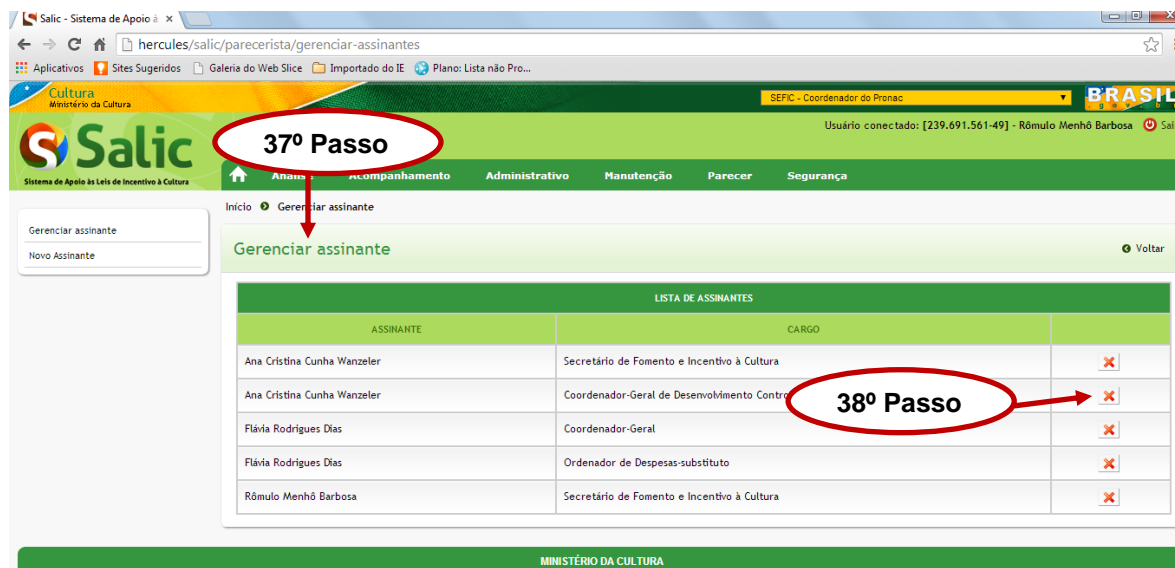 Salic - Sistema de Apoio à
hercules/salic/parecerista/gerenciar-assinantes
Aplicativos Sites Sugeridos Galeria do Web Slice Importado do IE Plano: Lista não Pro...
Cultura
Ministério da Cultura
SEFIC - Coordenador do Pronac
BRASIL
Usuário conectado: [239.691.561-49] - Rômulo Menhô Barbosa
Salic
Sistema de Apoio às Leis de Incentivo à Cultura
37º Passo
Acompanhamento Administrativo Manutenção Parecer Segurança
Início Gerenciar assinante
Gerenciar assinante
Novo Assinante
Gerenciar assinante
Voltar
LISTA DE ASSINANTES
ASSINANTE CARGO
Ana Cristina Cunha Wanzeler Secretário de Fomento e Incentivo à Cultura
Ana Cristina Cunha Wanzeler Coordenador-Geral de Desenvolvimento
38º Passo
Flávia Rodrigues Dias Coordenador-Geral
Flávia Rodrigues Dias Ordenador de Despesas-substituto
Rômulo Menhô Barbosa Secretário de Fomento e Incentivo à Cultura
MINISTÉRIO DA CULTURA